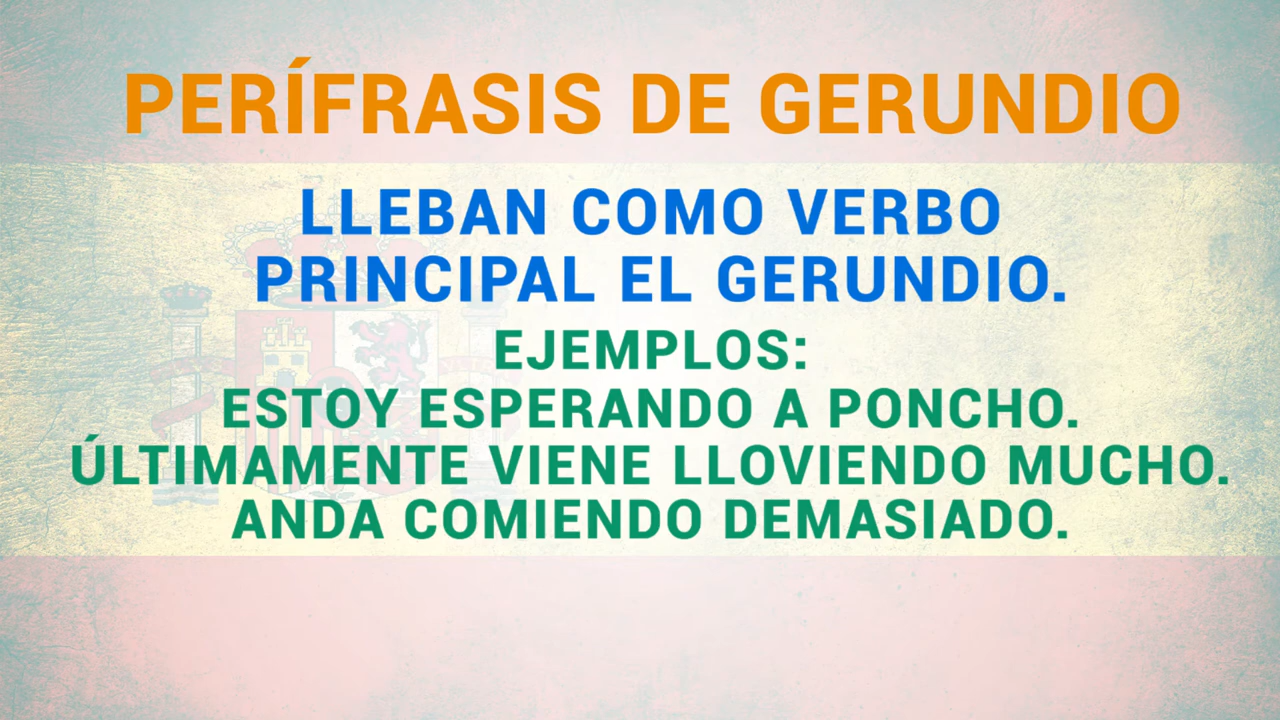 PERÍFRASIS DE GERUNDIO
LLEBAN COMO VERBO
PRINCIPAL EL GERUNDIO.
EJEMPLOS:
ESTOY ESPERANDO A PONCHO.
ÚLTIMAMENTE VIENE LLOVIENDO MUCHO.
ANDA COMIENDO DEMASIADO.